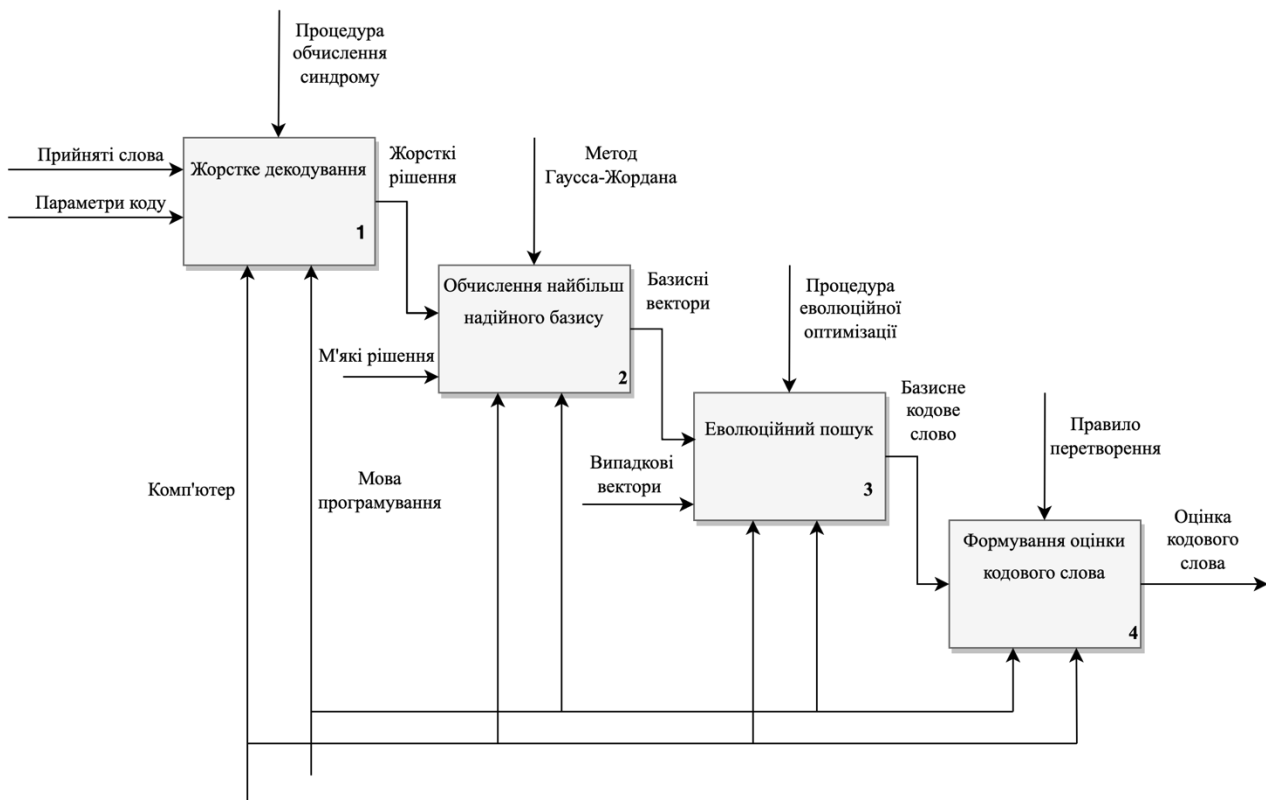 Процедура
обчислення
синдрому
Прийняті слова
Параметри коду
Жорстке декодування
1
Жорсткі
рішення
Метод
Гаусса-Жордана
Обчислення найбільш
надійного базису
2
М'які рішення
Базисні
вектори
Процедура
еволюційної
оптимізації
Еволюційний пошук
3
Випадкові
вектори
Базисне
кодове
слово
Правило
перетворення
Формування оцінки
кодового слова
4
Оцінка
кодового
слова
Комп'ютер
Мова
програмування